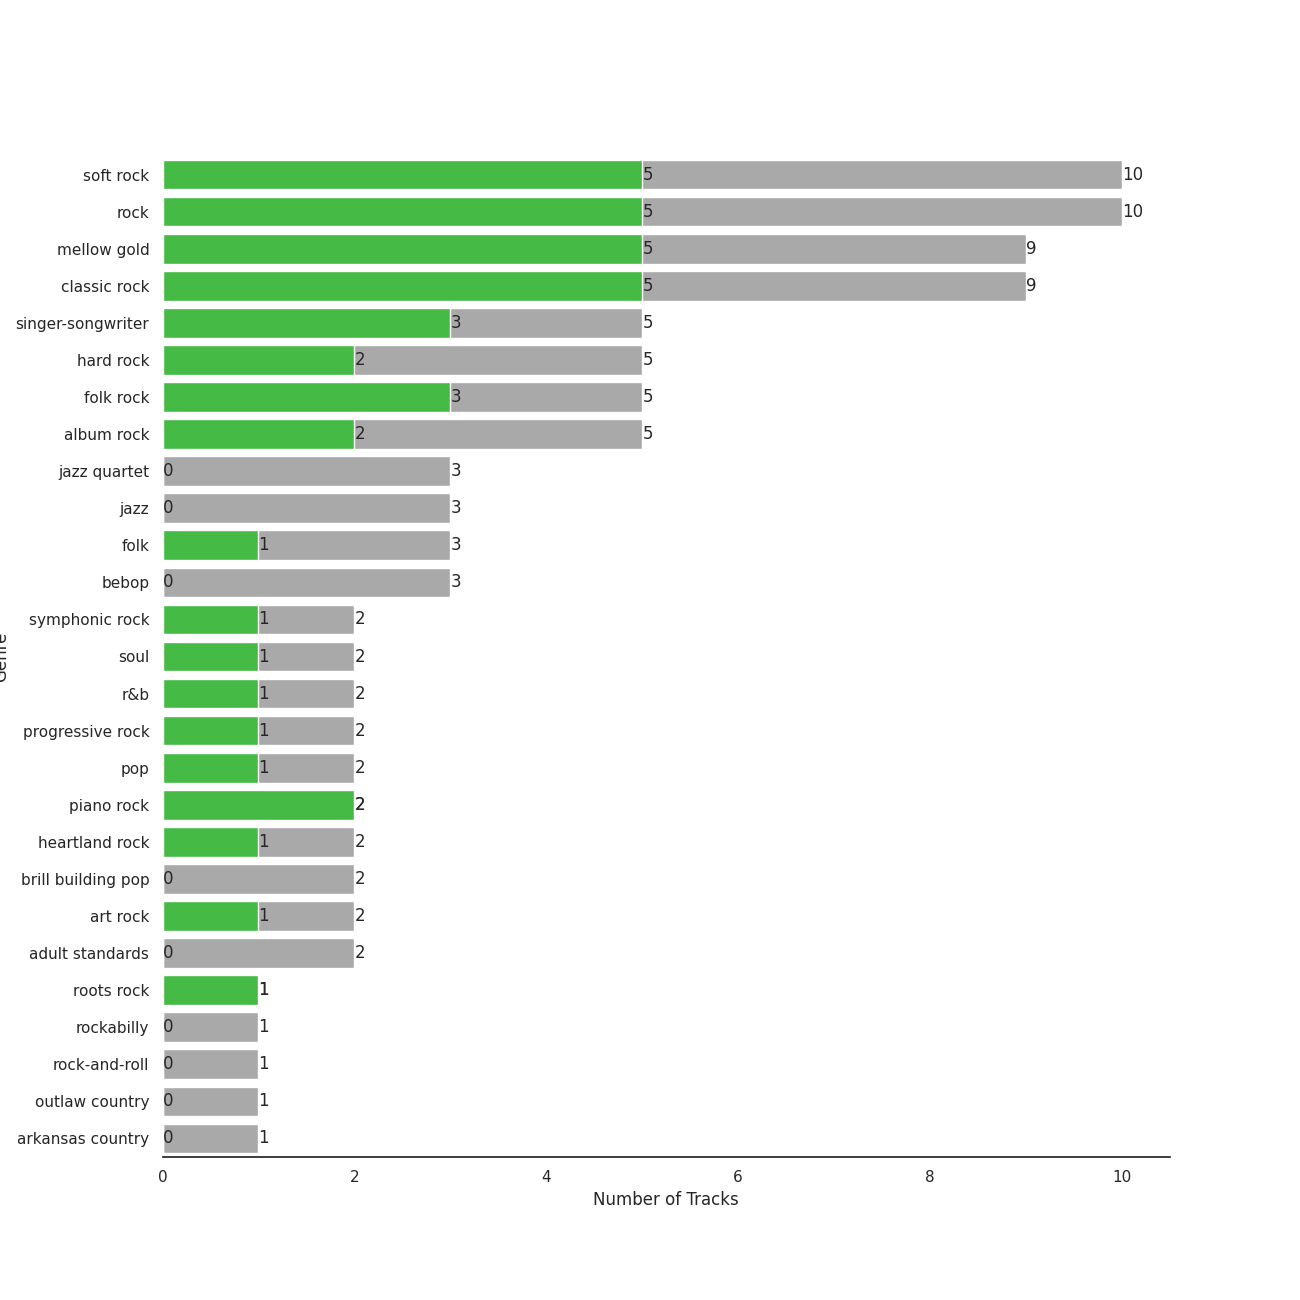 soft rock 5 10
rock 5 10
mellow gold 5 9
classic rock 5 9
singer-songwriter 3 5
hard rock 2 5
folk rock 3 5
album rock 2 5
jazz quartet 0 3
jazz 0 3
folk 1 3
bebop 0 3
symphonic rock 1 2
soul 1 2
r&b 1 2
progressive rock 1 2
pop 1 2
piano rock 2
heartland rock 1 2
brill building pop 0 2
art rock 1 2
adult standards 0 2
roots rock 1
rockabilly 0 1
rock-and-roll 0 1
outlaw country 0 1
arkansas country 0 1
Genre
0 2 4 6 8 10
Number of Tracks